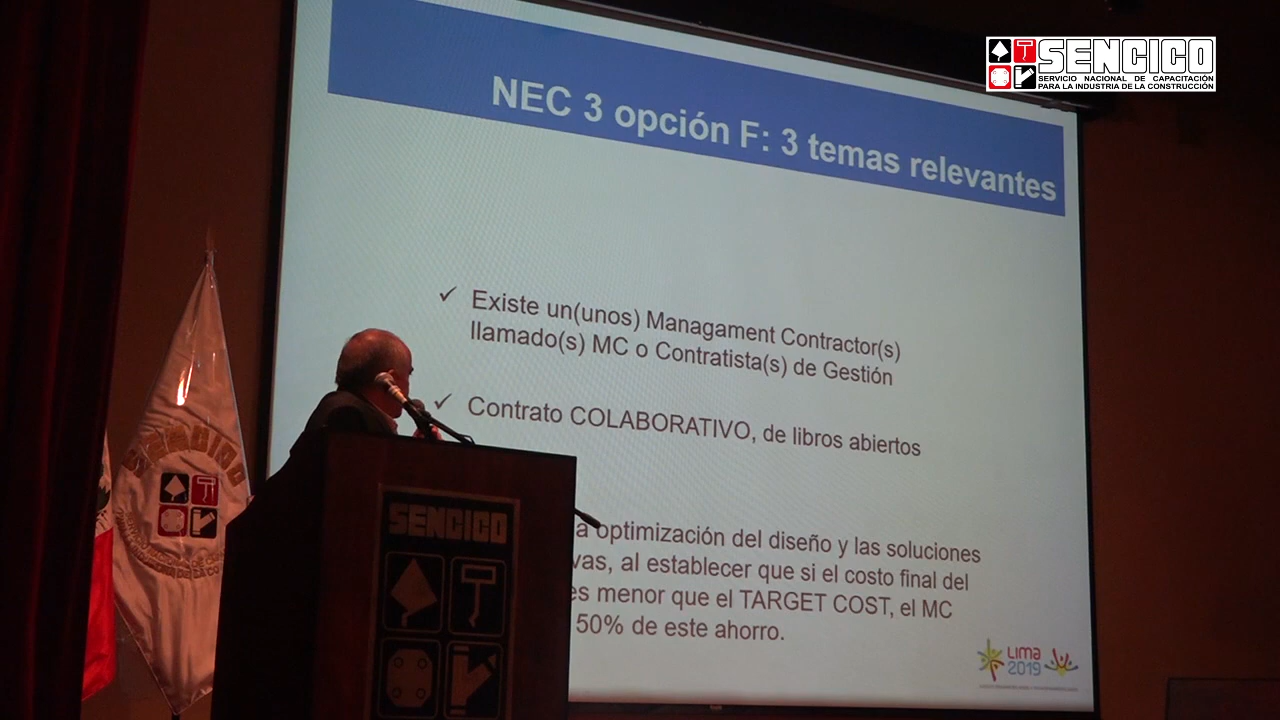 SENCICO
SERVICIO NACIONAL DE CAPACITACIÓN
PARA LA INDUSTRIA DE LA CONSTRUCCIÓN
NEC 3 opción F: 3 temas relevantes
✓ Existe un(unos) Managament Contractor(s)
llamado(s) MC o Contratista(s) de Gestión
✓ Contrato COLABORATIVO, de libros abiertos
a optimización del diseño y las soluciones
vas, al establecer que si el costo final del
es menor que el TARGET COST, el MC
50% de este ahorro.
LIMA
2019
SENCICO
SENCICO